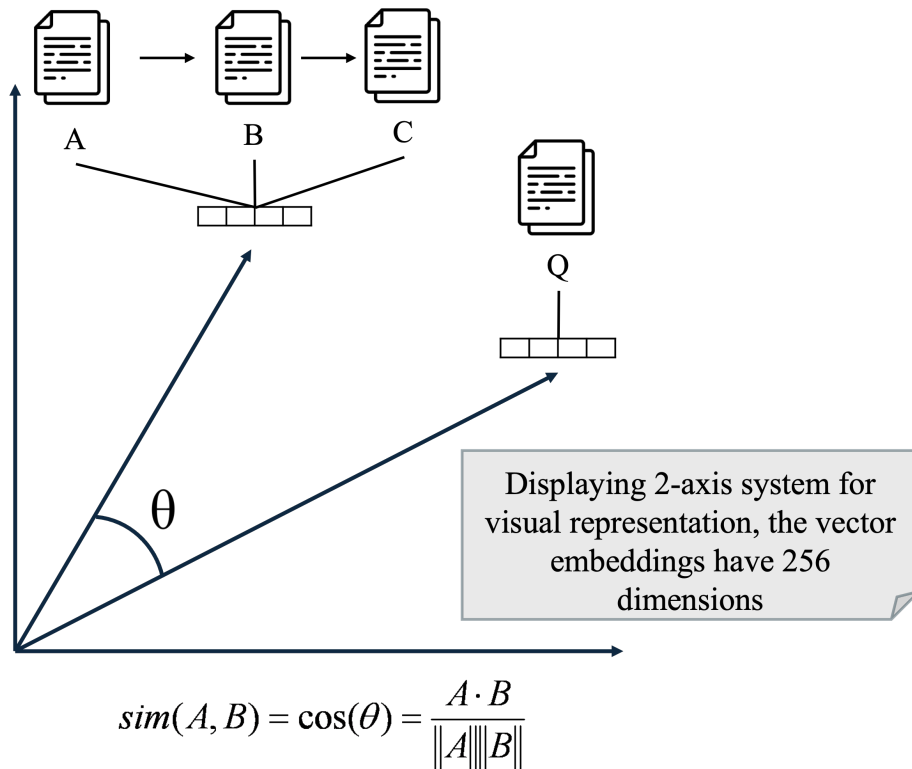 A
B
C
Q
θ
Displaying 2-axis system for
visual representation, the vector
embeddings have 256
dimensions
sim(A, B) = cos(θ) = A · B / ‖A‖‖B‖